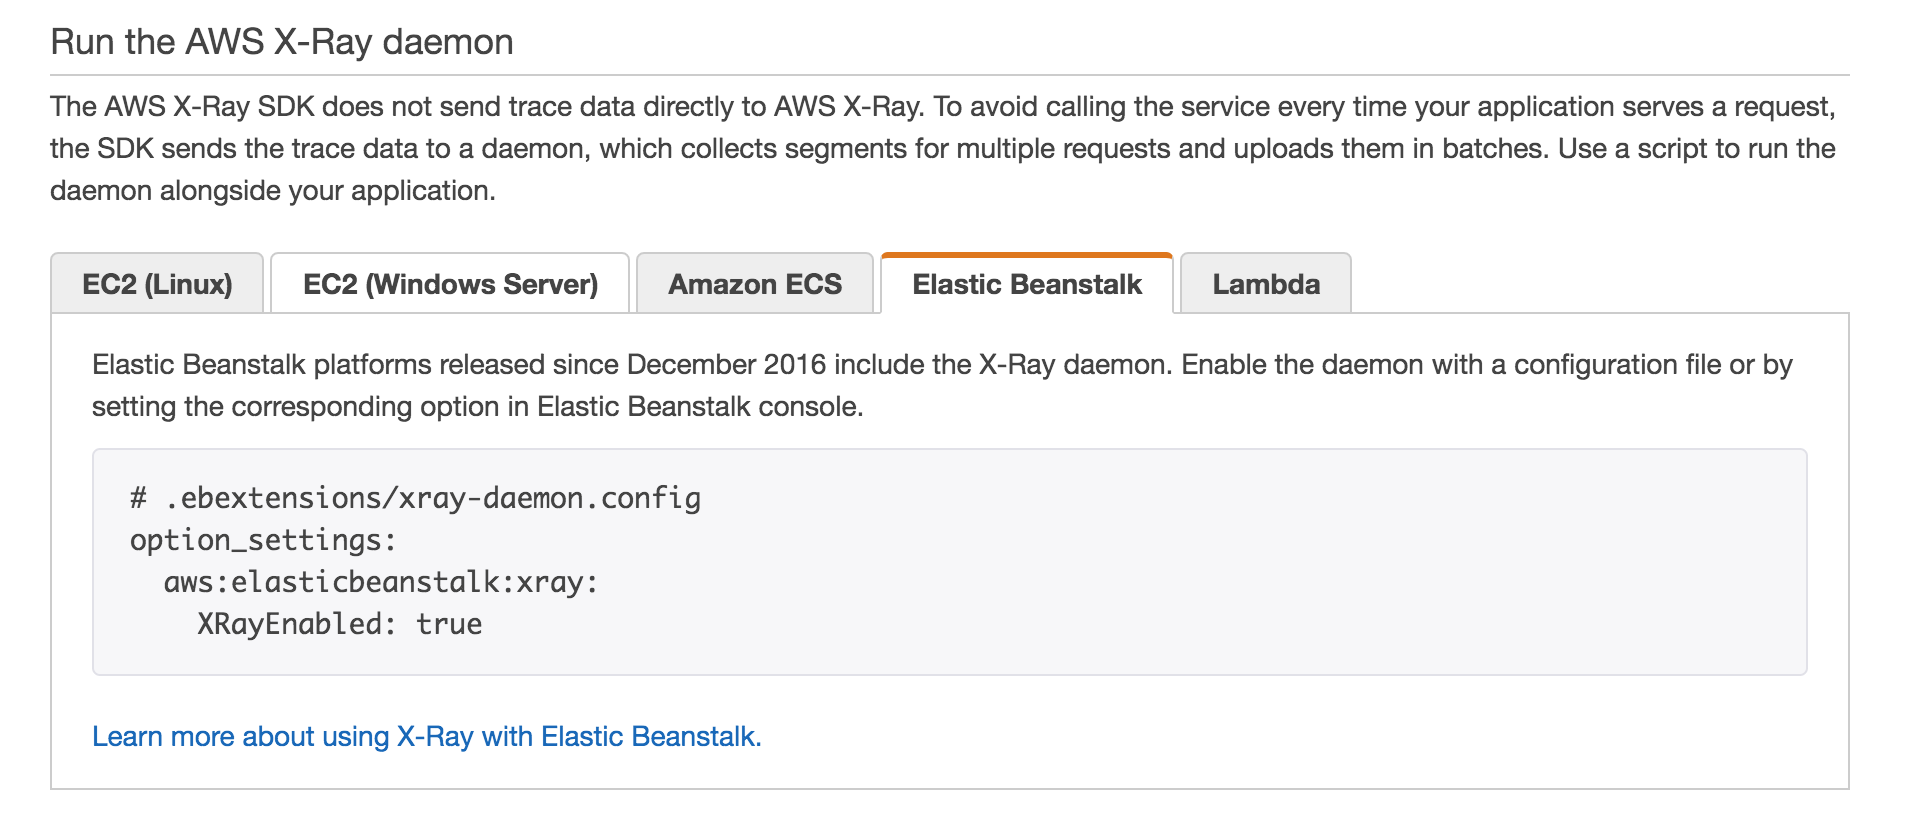 Run the AWS X-Ray daemon
The AWS X-Ray SDK does not send trace data directly to AWS X-Ray. To avoid calling the service every time your application serves a request,
the SDK sends the trace data to a daemon, which collects segments for multiple requests and uploads them in batches. Use a script to run the
daemon alongside your application.
EC2 (Linux) EC2 (Windows Server) Amazon ECS Elastic Beanstalk Lambda
Elastic Beanstalk platforms released since December 2016 include the X-Ray daemon. Enable the daemon with a configuration file or by
setting the corresponding option in Elastic Beanstalk console.
# .ebextensions/xray-daemon.config
option_settings:
  aws:elasticbeanstalk:xray:
    XRayEnabled: true
Learn more about using X-Ray with Elastic Beanstalk.